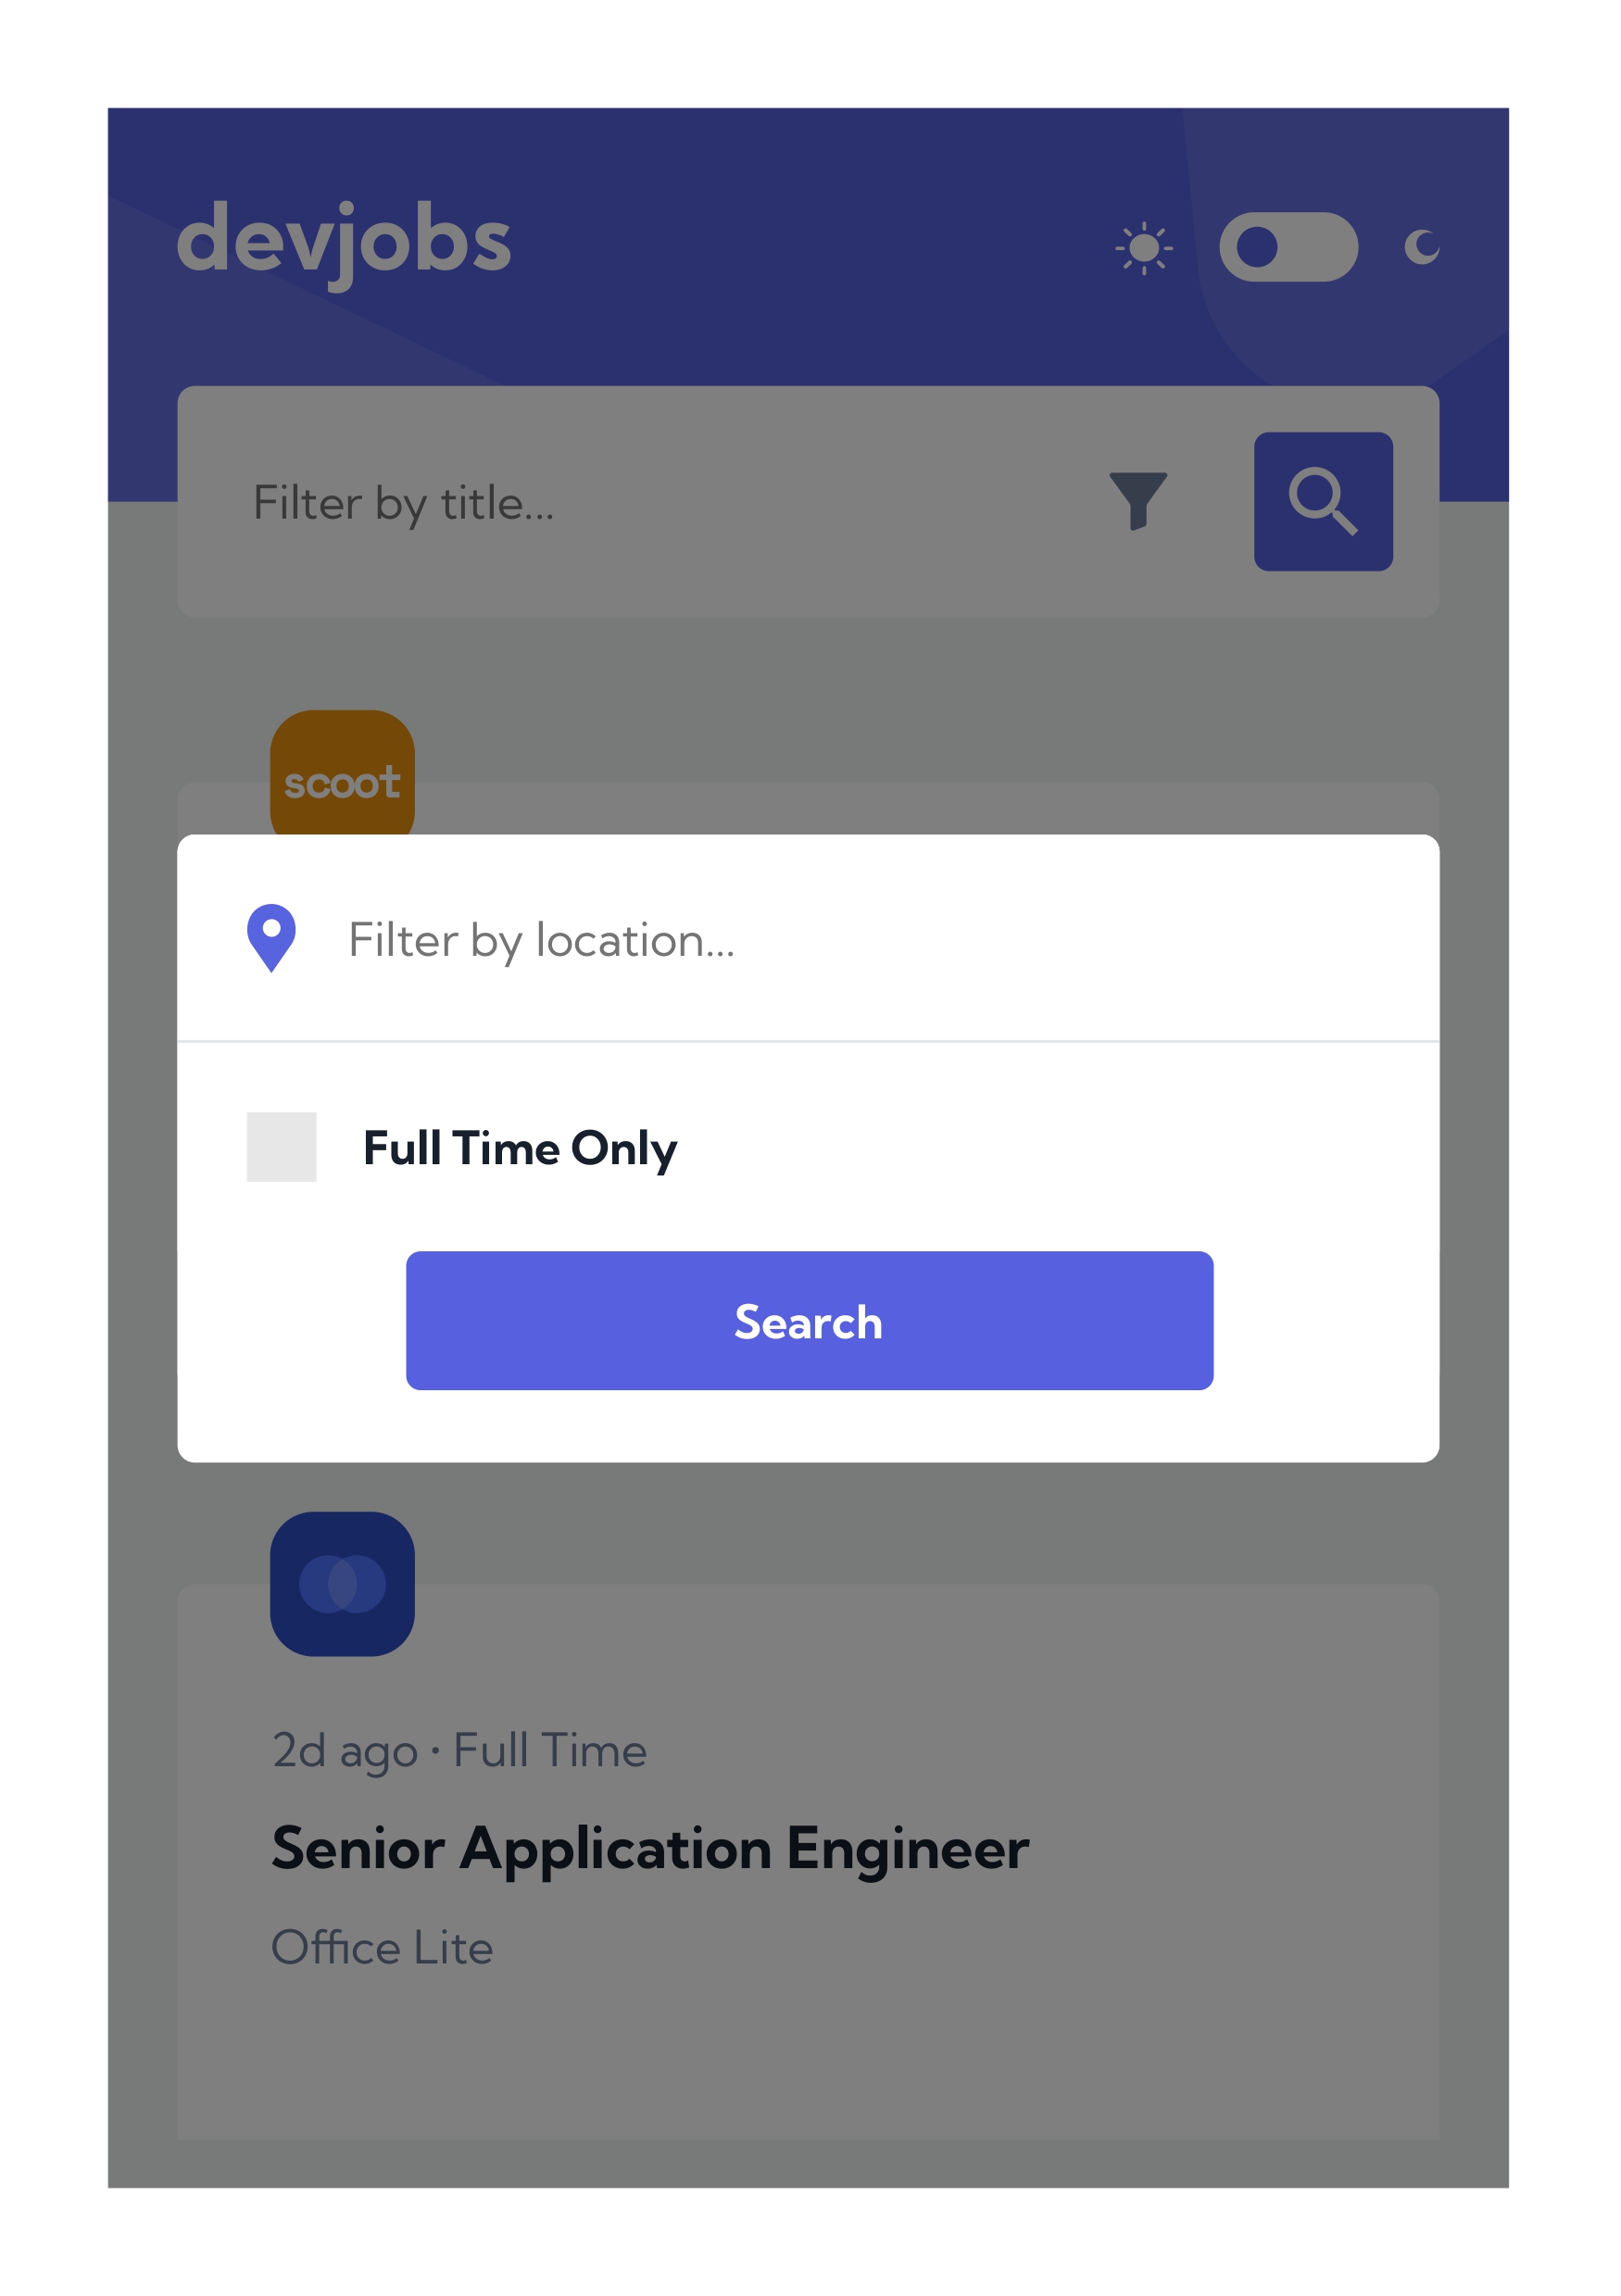 devjobs
Filter by title...
scoot
Filter by location...
Full Time Only
Search
2d ago • Full Time
Senior Application Engineer
Office Lite